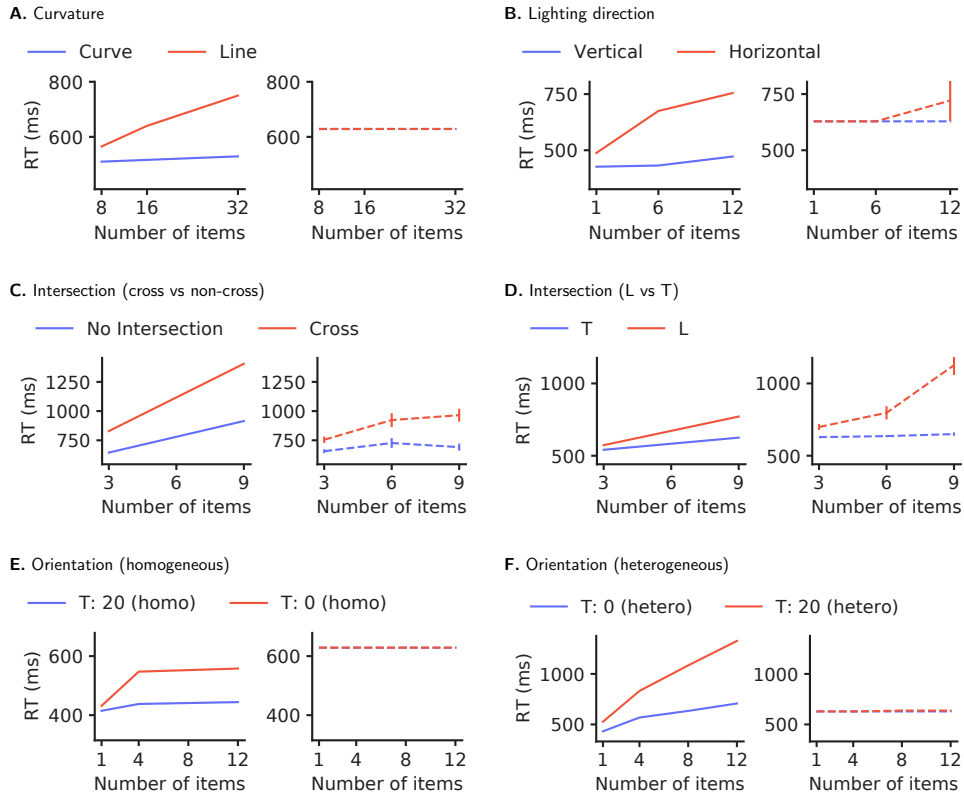 A. Curvature
Curve Line
800
600
RT (ms)
8 16 32
Number of items
800
600
8 16 32
Number of items
B. Lighting direction
Vertical Horizontal
750
500
RT (ms)
1 6 12
Number of items
750
500
1 6 12
Number of items
C. Intersection (cross vs non-cross)
No Intersection Cross
1250
1000
750
RT (ms)
3 6 9
Number of items
1250
1000
750
3 6 9
Number of items
D. Intersection (L vs T)
T L
1000
500
RT (ms)
3 6 9
Number of items
1000
500
3 6 9
Number of items
E. Orientation (homogeneous)
T: 20 (homo) T: 0 (homo)
600
400
RT (ms)
1 4 8 12
Number of items
600
400
1 4 8 12
Number of items
F. Orientation (heterogeneous)
T: 0 (hetero) T: 20 (hetero)
1000
500
RT (ms)
1 4 8 12
Number of items
1000
500
1 4 8 12
Number of items